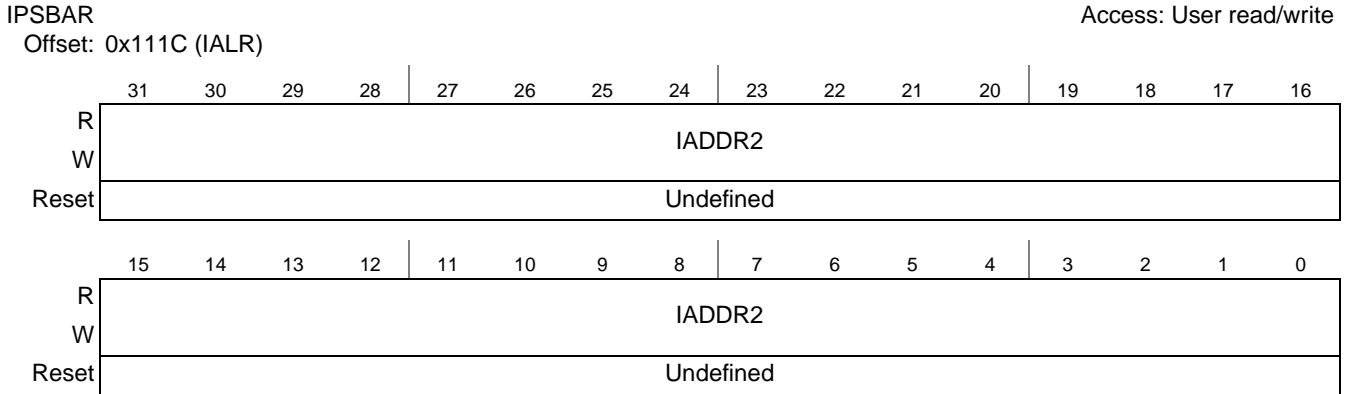 IPSBAR Access: User read/write
Offset: 0x111C (IALR)
31 30 29 28 27 26 25 24 23 22 21 20 19 18 17 16
R
IADDR2
W
Reset Undefined
15 14 13 12 11 10 9 8 7 6 5 4 3 2 1 0
R
IADDR2
W
Reset Undefined